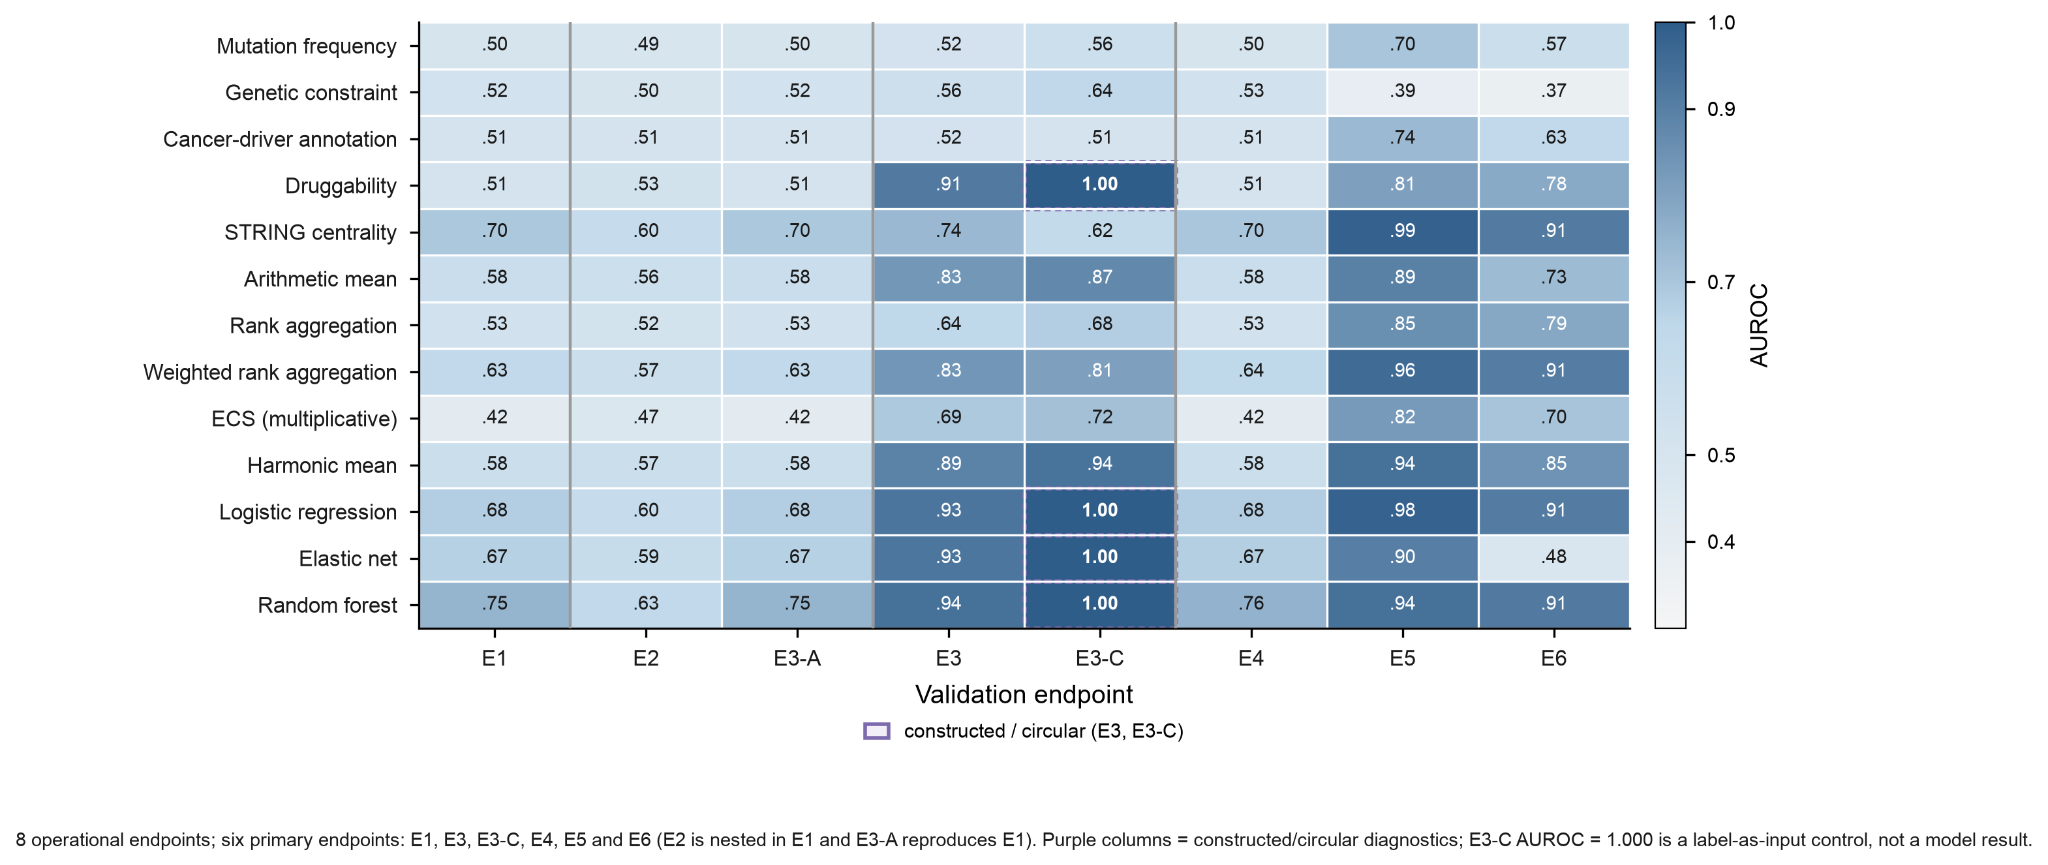 Mutation frequency .50 .49 .50 .52 .56 .50 .70 .57
Genetic constraint .52 .50 .52 .56 .64 .53 .39 .37
Cancer-driver annotation .51 .51 .51 .52 .51 .51 .74 .63
Druggability .51 .53 .51 .91 1.00 .51 .81 .78
STRING centrality .70 .60 .70 .74 .62 .70 .99 .91
Arithmetic mean .58 .56 .58 .83 .87 .58 .89 .73
Rank aggregation .53 .52 .53 .64 .68 .53 .85 .79
Weighted rank aggregation .63 .57 .63 .83 .81 .64 .96 .91
ECS (multiplicative) .42 .47 .42 .69 .72 .42 .82 .70
Harmonic mean .58 .57 .58 .89 .94 .58 .94 .85
Logistic regression .68 .60 .68 .93 1.00 .68 .98 .91
Elastic net .67 .59 .67 .93 1.00 .67 .90 .48
Random forest .75 .63 .75 .94 1.00 .76 .94 .91
E1 E2 E3-A E3 E3-C E4 E5 E6
Validation endpoint
constructed / circular (E3, E3-C)
1.0
0.9
0.7
0.5
0.4
AUROC
8 operational endpoints; six primary endpoints: E1, E3, E3-C, E4, E5 and E6 (E2 is nested in E1 and E3-A reproduces E1). Purple columns = constructed/circular diagnostics; E3-C AUROC = 1.000 is a label-as-input control, not a model result.